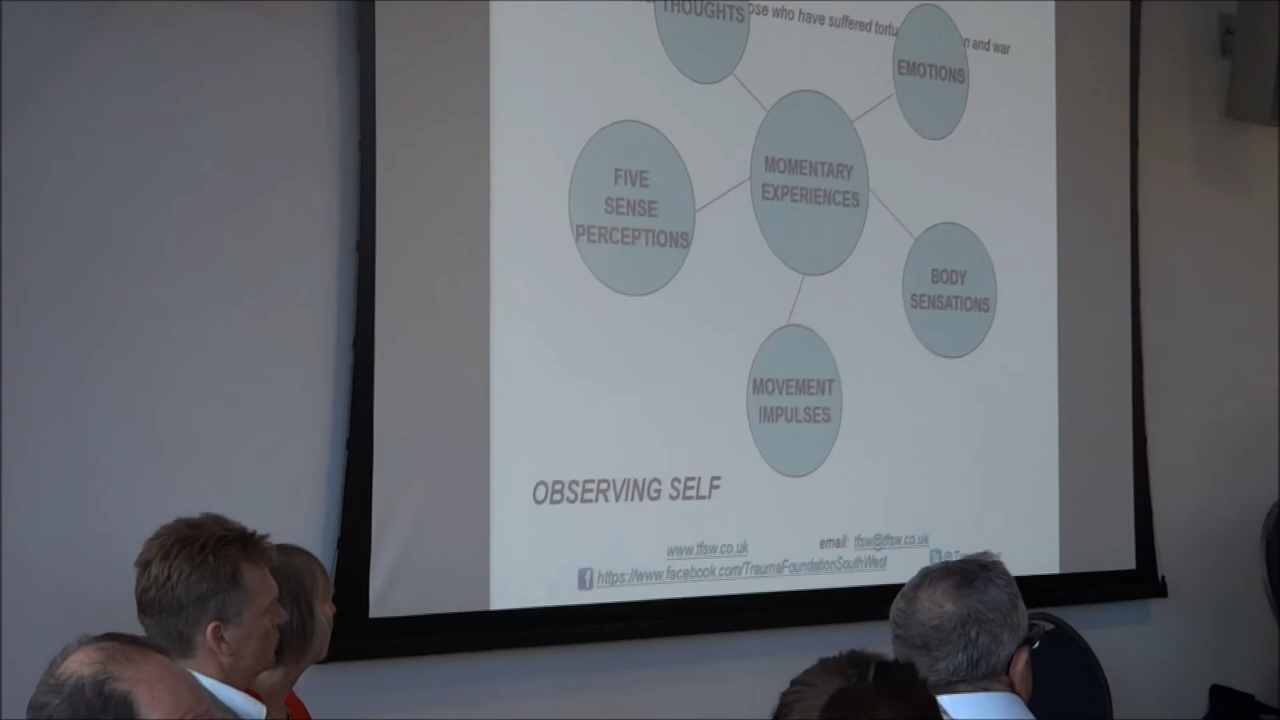 ose who have suffered tortu
n and war
THOUGHTS
EMOTIONS
MOMENTARY
EXPERIENCES
FIVE
SENSE
PERCEPTIONS
BODY
SENSATIONS
MOVEMENT
IMPULSES
OBSERVING SELF
www.tfsw.co.uk
email: tfsw@tfsw.co.uk
https://www.facebook.com/TraumaFoundationSouthWest